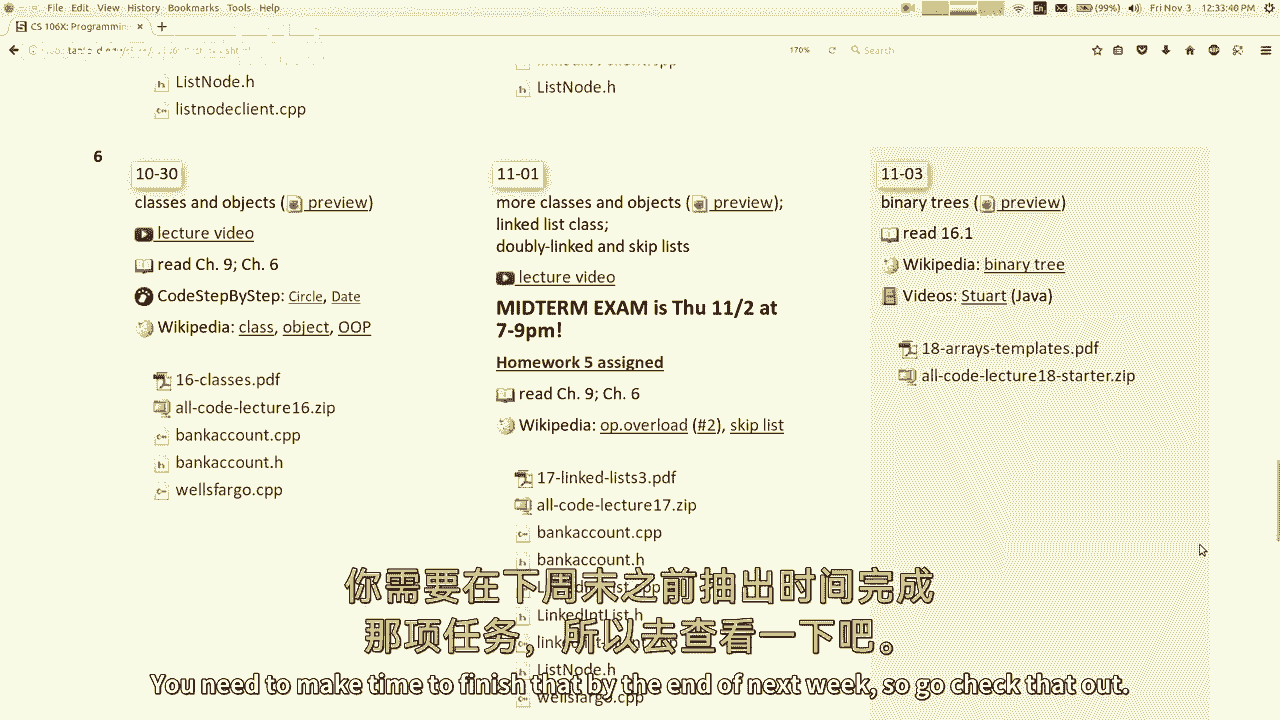 File Edit View History Bookmarks Tools Help
En
(99%)
Fri Nov 3 12:33:40 PM
CS 106X: Programmin
170%
Search
ListNode.h
listnodeclient.cpp
ListNode.h
6
10-30
classes and objects ( preview)
lecture video
read Ch. 9; Ch. 6
CodeStepByStep: Circle, Date
Wikipedia: class, object, OOP
16-classes.pdf
all-code-lecture16.zip
bankaccount.cpp
bankaccount.h
wellsfargo.cpp
11-01
more classes and objects ( preview);
linked list class;
doubly-linked and skip lists
lecture video
MIDTERM EXAM is Thu 11/2 at
7-9pm!
Homework 5 assigned
read Ch. 9; Ch. 6
Wikipedia: op.overload (#2), skip list
17-linked-lists3.pdf
all-code-lecture17.zip
bankaccount.cpp
bankaccount.h
LinkedIntList.h
ListNode.h
wellsfargo.cpp
11-03
binary trees ( preview)
read 16.1
Wikipedia: binary tree
Videos: Stuart (Java)
18-arrays-templates.pdf
all-code-lecture18-starter.zip
你需要在下周末之前抽出时间完成
那项任务，所以去查看一下吧。
You need to make time to finish that by the end of next week, so go check that out.